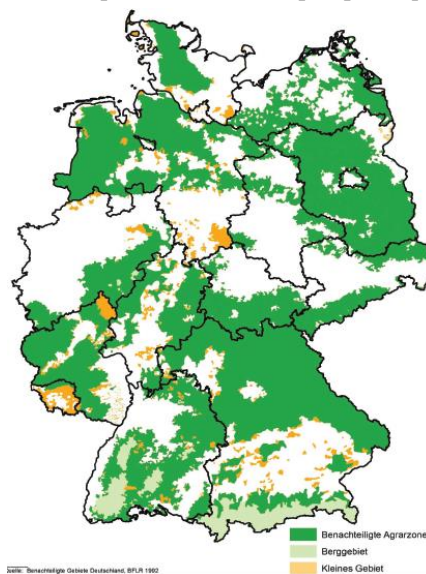 Benachteiligte Agrarzone
Berggebiet
Kleines Gebiet
Quelle: Benachteiligte Gebiete Deutschland, BFLR 1992